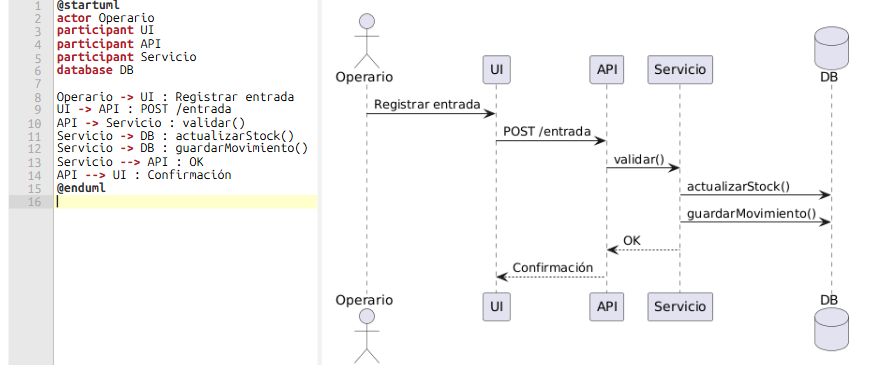 1 @startuml
2 actor Operario
3 participant UI
4 participant API
5 participant Servicio
6 database DB
7
8 Operario -> UI : Registrar entrada
9 UI -> API : POST /entrada
10 API -> Servicio : validar()
11 Servicio -> DB : actualizarStock()
12 Servicio -> DB : guardarMovimiento()
13 Servicio --> API : OK
14 API --> UI : Confirmación
15 @enduml
16
Operario UI API Servicio DB
Registrar entrada
POST /entrada
validar()
actualizarStock()
guardarMovimiento()
OK
Confirmación
Operario UI API Servicio DB